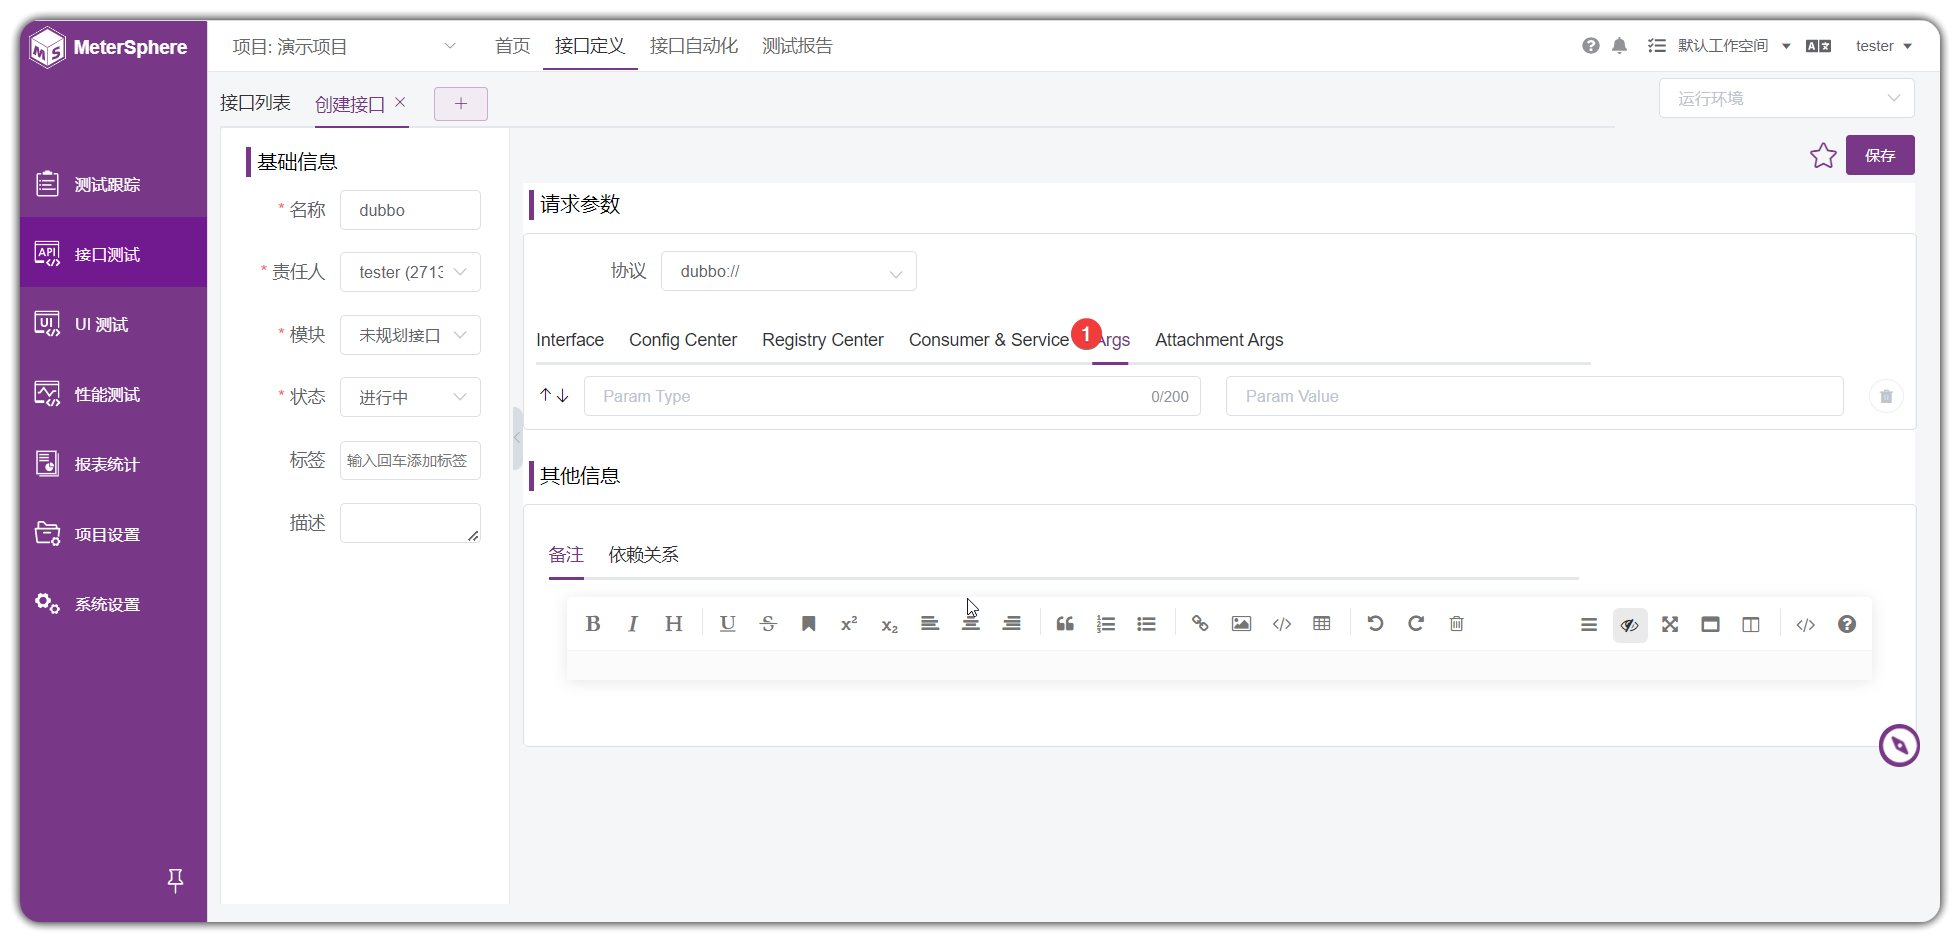 MeterSphere
项目: 演示项目
首页 接口定义 接口自动化 测试报告
默认工作空间
tester
接口列表 创建接口
运行环境
测试跟踪
接口测试
UI 测试
性能测试
报表统计
项目设置
系统设置
基础信息
* 名称 dubbo
* 责任人 tester (2713
* 模块 未规划接口
* 状态 进行中
标签 输入回车添加标签
描述
保存
请求参数
协议 dubbo://
Interface Config Center Registry Center Consumer & Service 1 Args Attachment Args
Param Type 0/200 Param Value
其他信息
备注 依赖关系